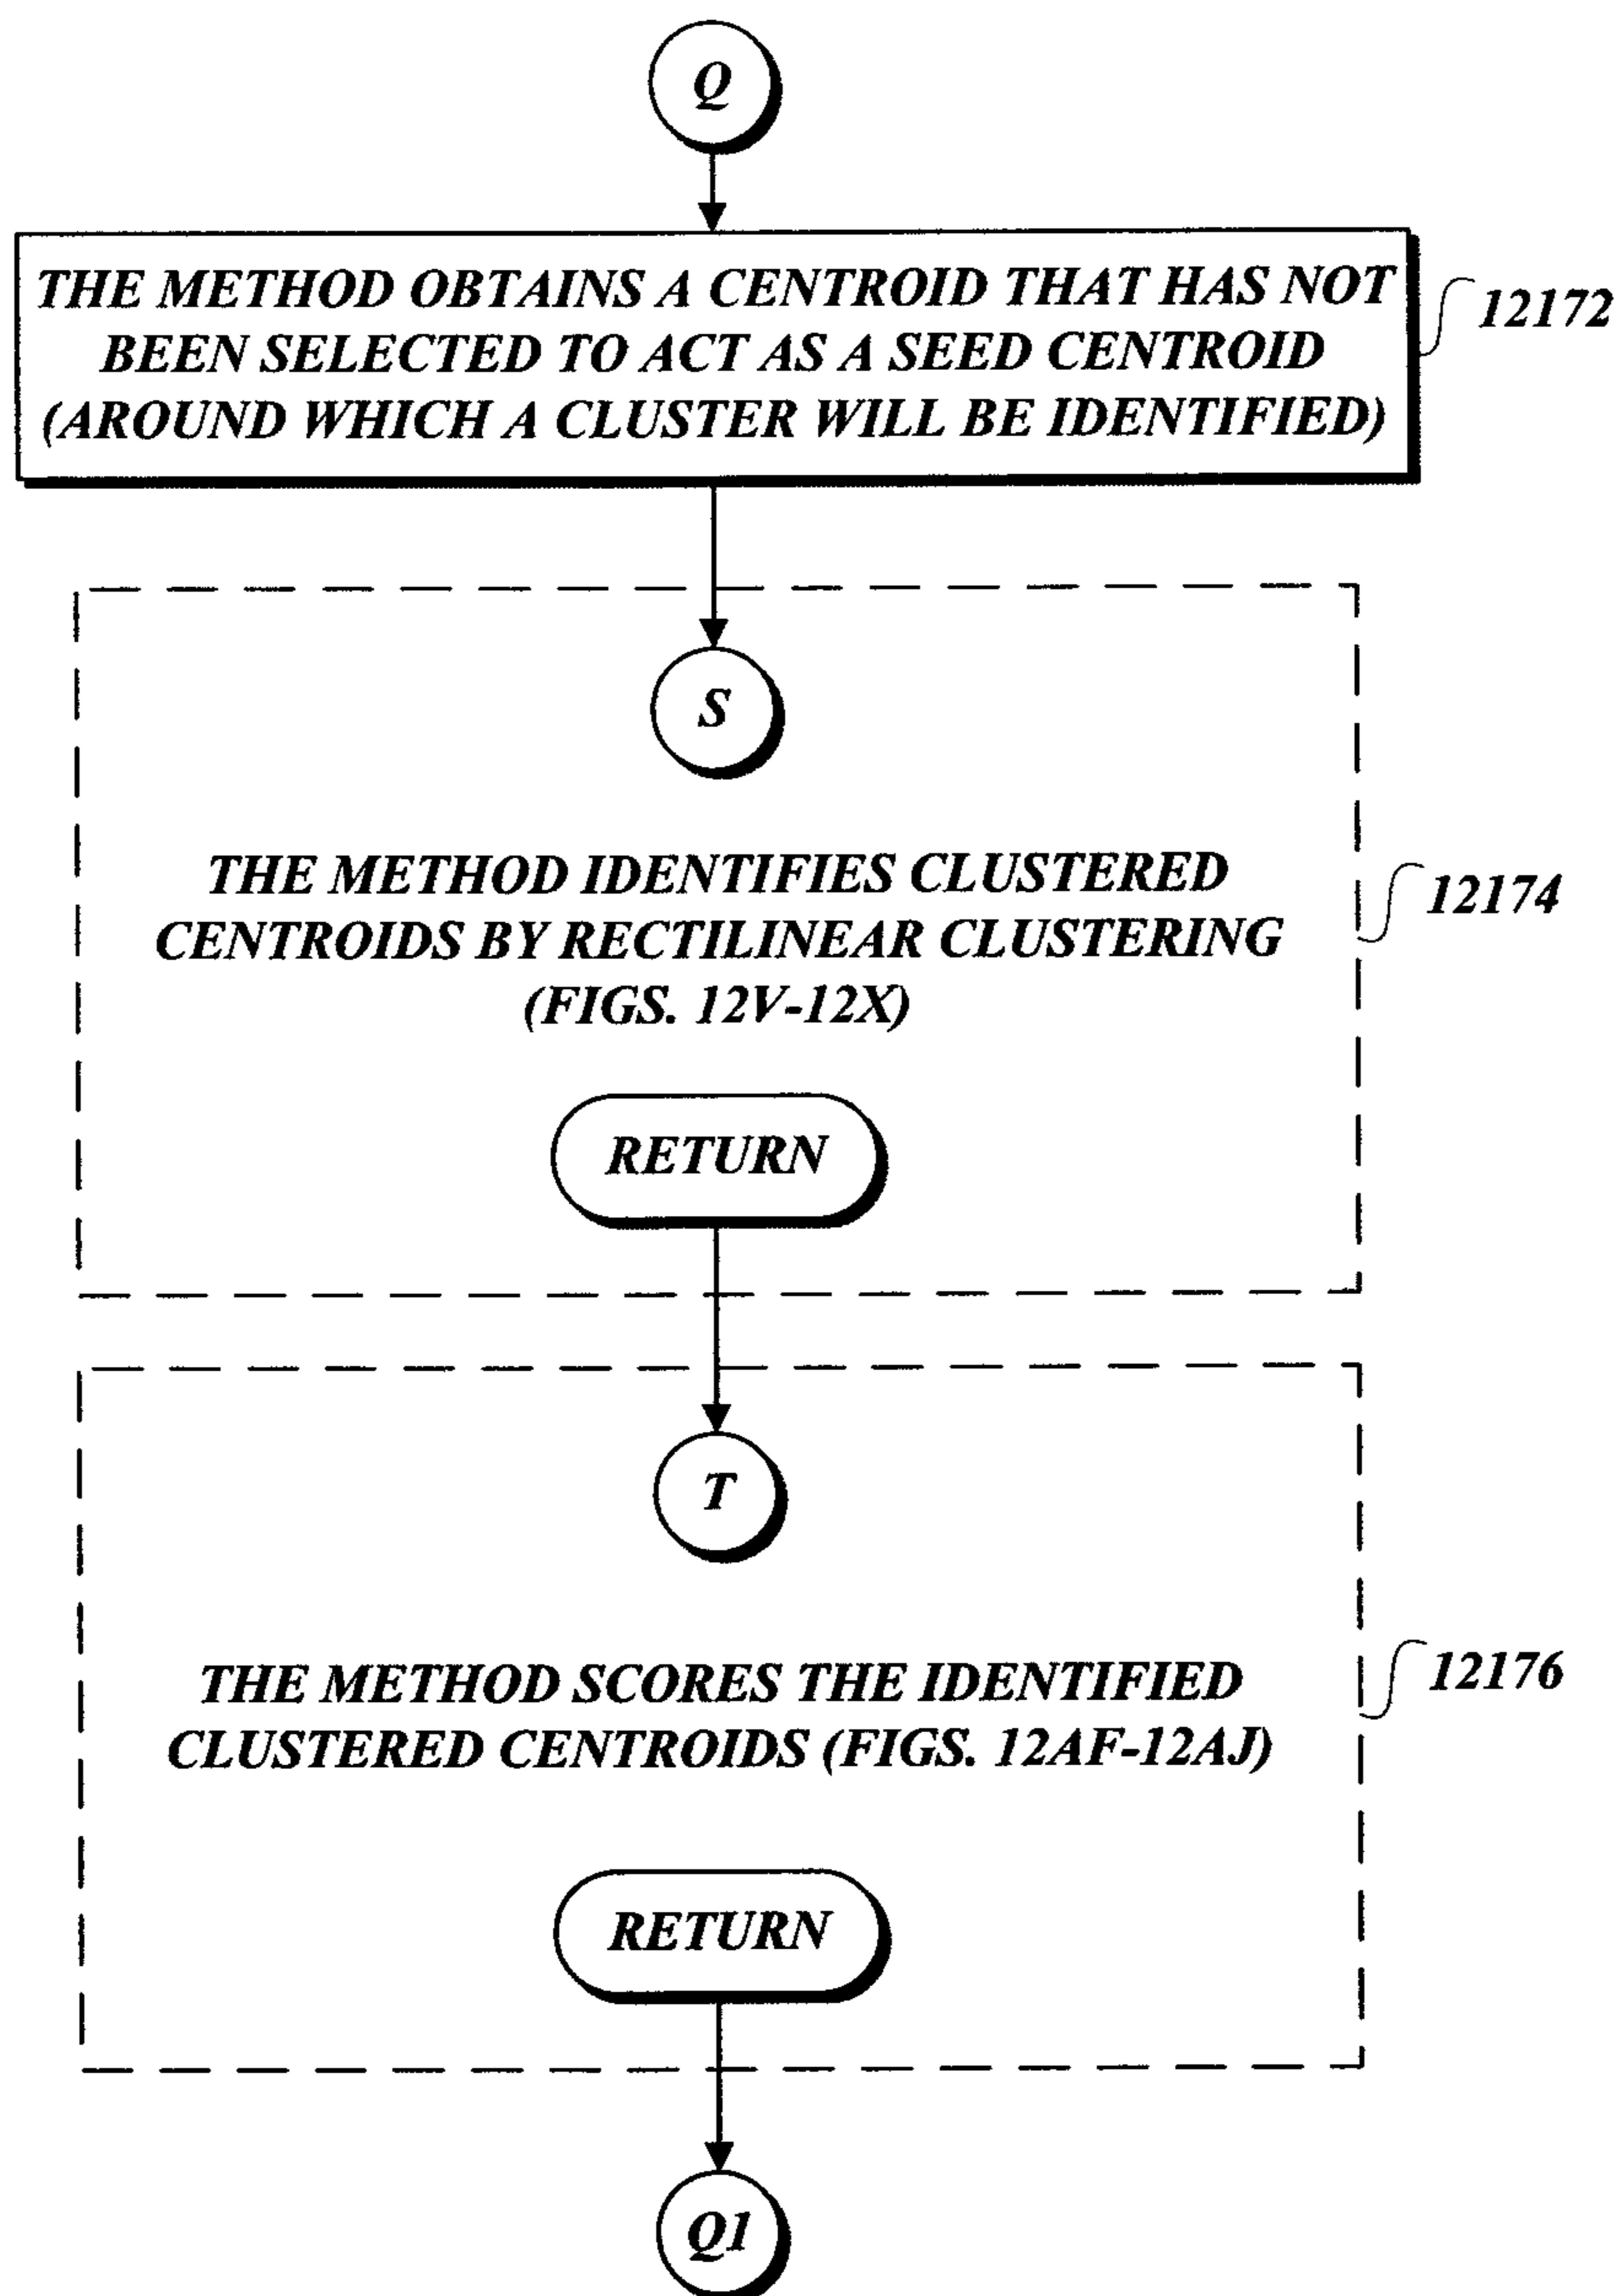 Q
THE METHOD OBTAINS A CENTROID THAT HAS NOT
BEEN SELECTED TO ACT AS A SEED CENTROID
(AROUND WHICH A CLUSTER WILL BE IDENTIFIED)
12172
S
THE METHOD IDENTIFIES CLUSTERED
CENTROIDS BY RECTILINEAR CLUSTERING
(FIGS. 12V-12X)
12174
RETURN
T
THE METHOD SCORES THE IDENTIFIED
CLUSTERED CENTROIDS (FIGS. 12AF-12AJ)
12176
RETURN
Q1